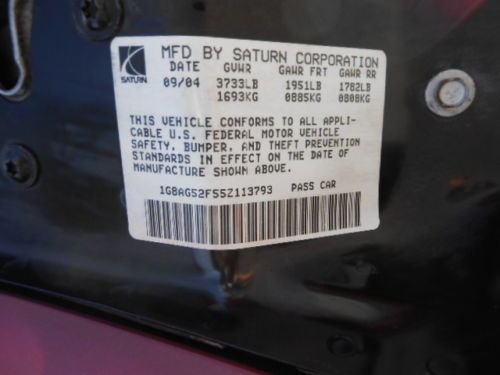 MFD BY SATURN CORPORATION
SATURN
DATE GVWR GAWR FRT GAWR RR
09/04 3733LB 1951LB 1782LB
1693KG 0885KG 0808KG
THIS VEHICLE CONFORMS TO ALL APPLI-
CABLE U.S. FEDERAL MOTOR VEHICLE
SAFETY, BUMPER, AND THEFT PREVENTION
STANDARDS IN EFFECT ON THE DATE OF
MANUFACTURE SHOWN ABOVE.
1G8AG52F55Z113793 PASS CAR